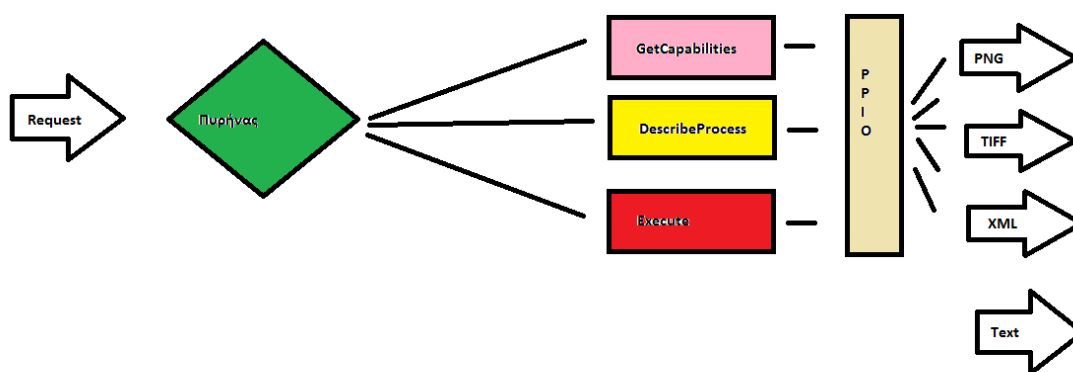 Request
Πυρήνας
GetCapabilities
DescribeProcess
Execute
P
P
I
O
PNG
TIFF
XML
Text